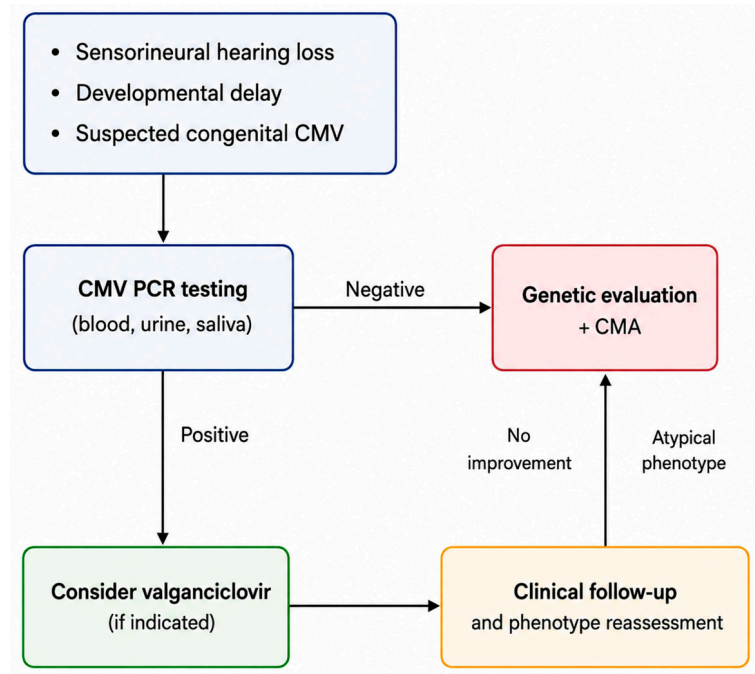 • Sensorineural hearing loss
• Developmental delay
• Suspected congenital CMV
CMV PCR testing
(blood, urine, saliva)
Negative
Genetic evaluation
+ CMA
Positive
No
improvement
Atypical
phenotype
Consider valganciclovir
(if indicated)
Clinical follow-up
and phenotype reassessment